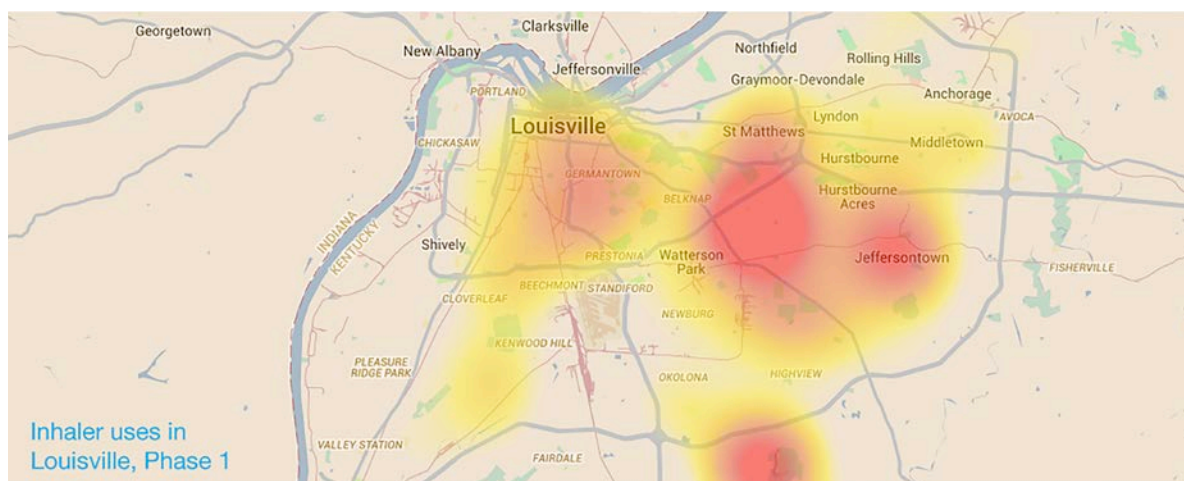 Georgetown
Clarksville
New Albany
Northfield
Jeffersonville
Rolling Hills
Graymoor-Devondale
PORTLAND
Anchorage
Louisville
St Matthews
Lyndon
AVOCA
CHICKASAW
Middletown
Hurstbourne
GERMANTOWN
BELKNAP
Hurstbourne
Acres
INDIANA
KENTUCKY
Shively
PRESTONIA
Watterson
Park
Jeffersontown
FISHERVILLE
BEECHMONT
STANDIFORD
CLOVERLEAF
NEWBURG
KENWOOD HILL
PLEASURE
RIDGE PARK
OKOLONA
HIGHVIEW
Inhaler uses in
Louisville, Phase 1
VALLEY STATION
FAIRDALE